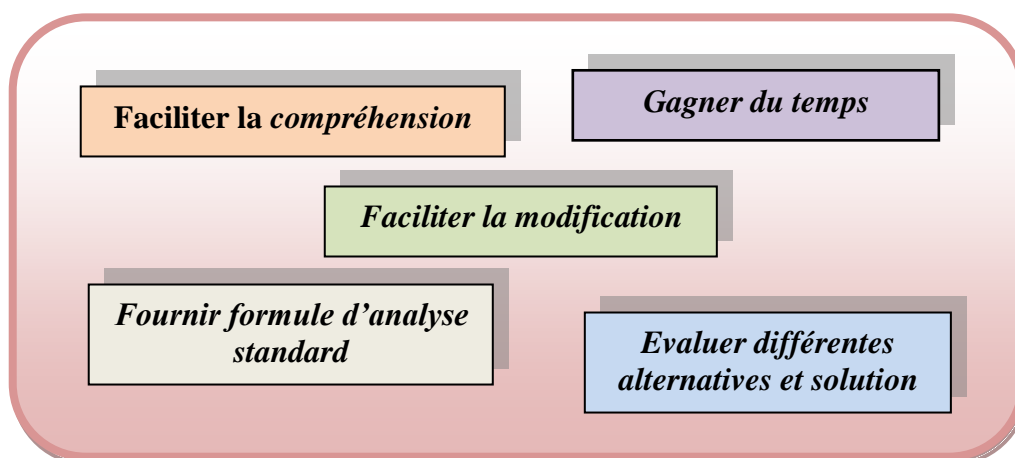 Faciliter la compréhension
Gagner du temps
Faciliter la modification
Fournir formule d’analyse
standard
Evaluer différentes
alternatives et solution